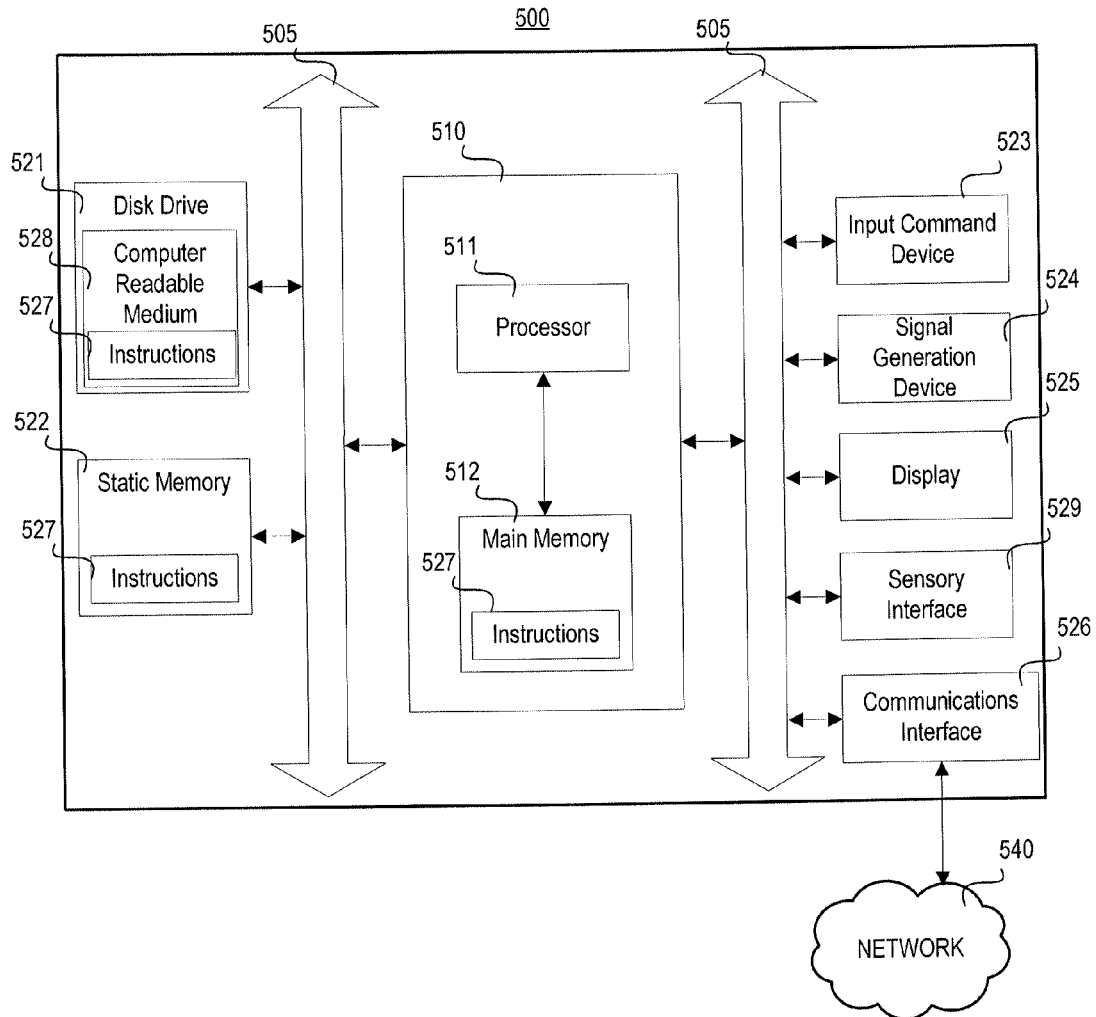 500
505
505
510
521
Disk Drive
528
Computer
Readable
Medium
527
Instructions
522
Static Memory
527
Instructions
511
Processor
512
Main Memory
527
Instructions
523
Input Command
Device
524
Signal
Generation
Device
525
Display
529
Sensory
Interface
526
Communications
Interface
540
NETWORK